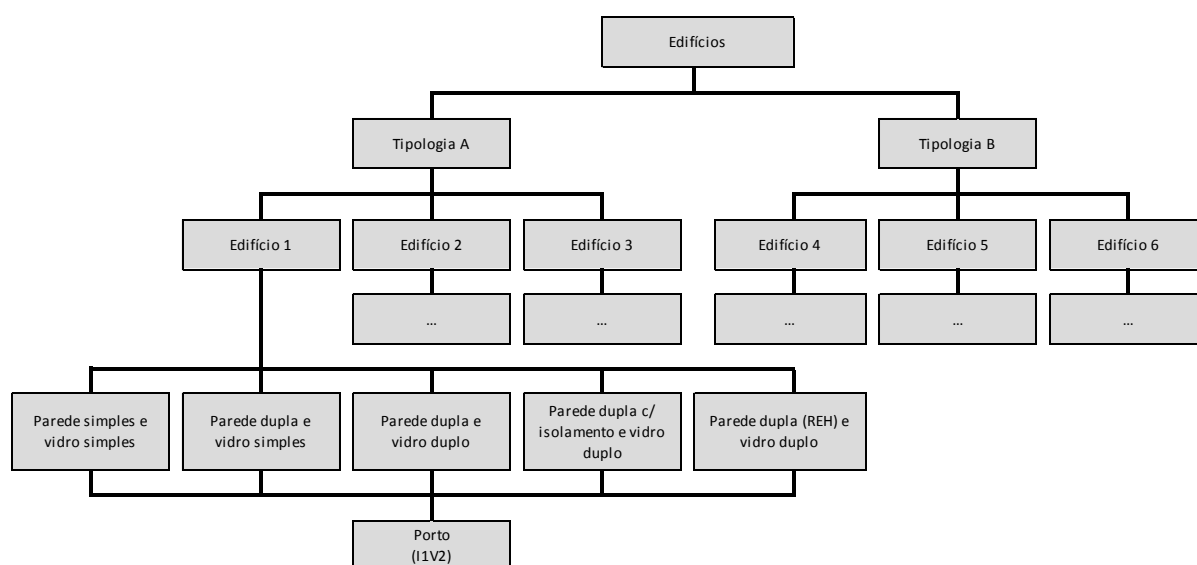 Edifícios
Tipologia A
Tipologia B
Edifício 1
Edifício 2
Edifício 3
Edifício 4
Edifício 5
Edifício 6
...
...
...
...
...
Parede simples e
vidro simples
Parede dupla e
vidro simples
Parede dupla e
vidro duplo
Parede dupla c/
isolamento e vidro
duplo
Parede dupla (REH) e
vidro duplo
Porto
(I1V2)